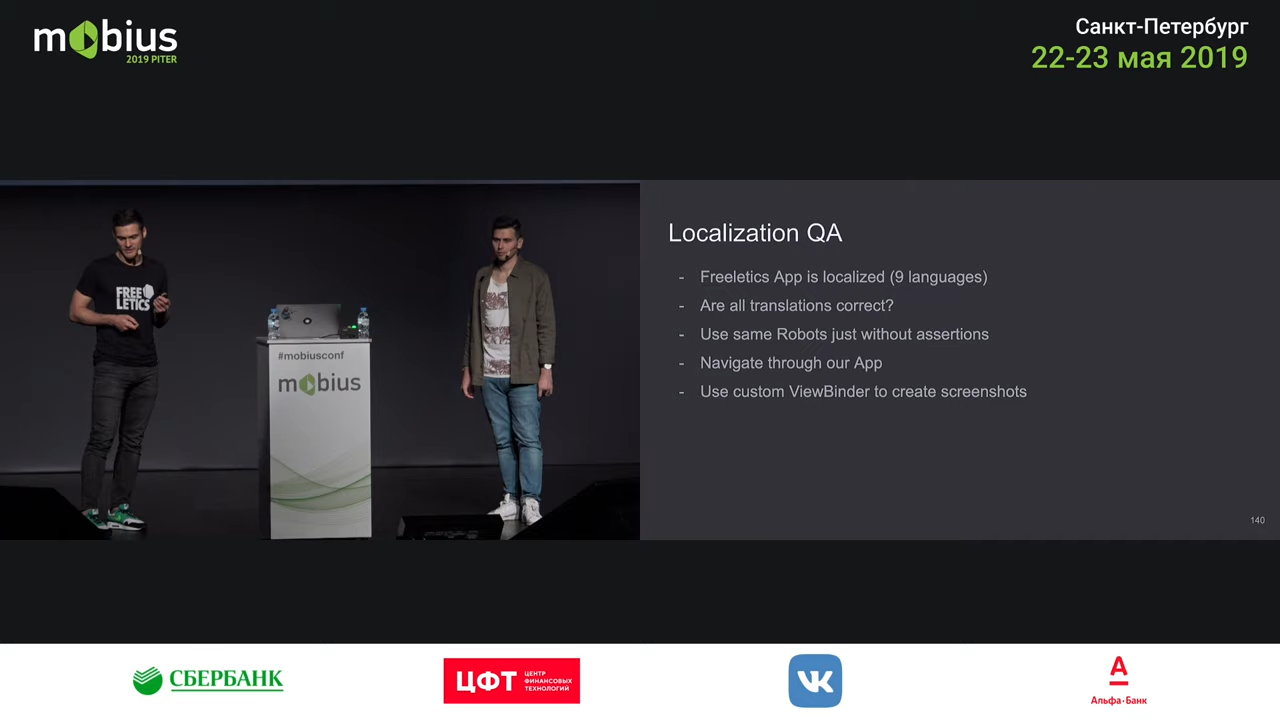 mobius
2019 PITER
Санкт-Петербург
22-23 мая 2019
FREE
LETICS
#mobiusconf
mobius
Localization QA
- Freeletics App is localized (9 languages)
- Are all translations correct?
- Use same Robots just without assertions
- Navigate through our App
- Use custom ViewBinder to create screenshots
140
СБЕРБАНК
ЦФТ
ЦЕНТР
ФИНАНСОВЫХ
ТЕХНОЛОГИЙ
VK
А
Альфа·Банк